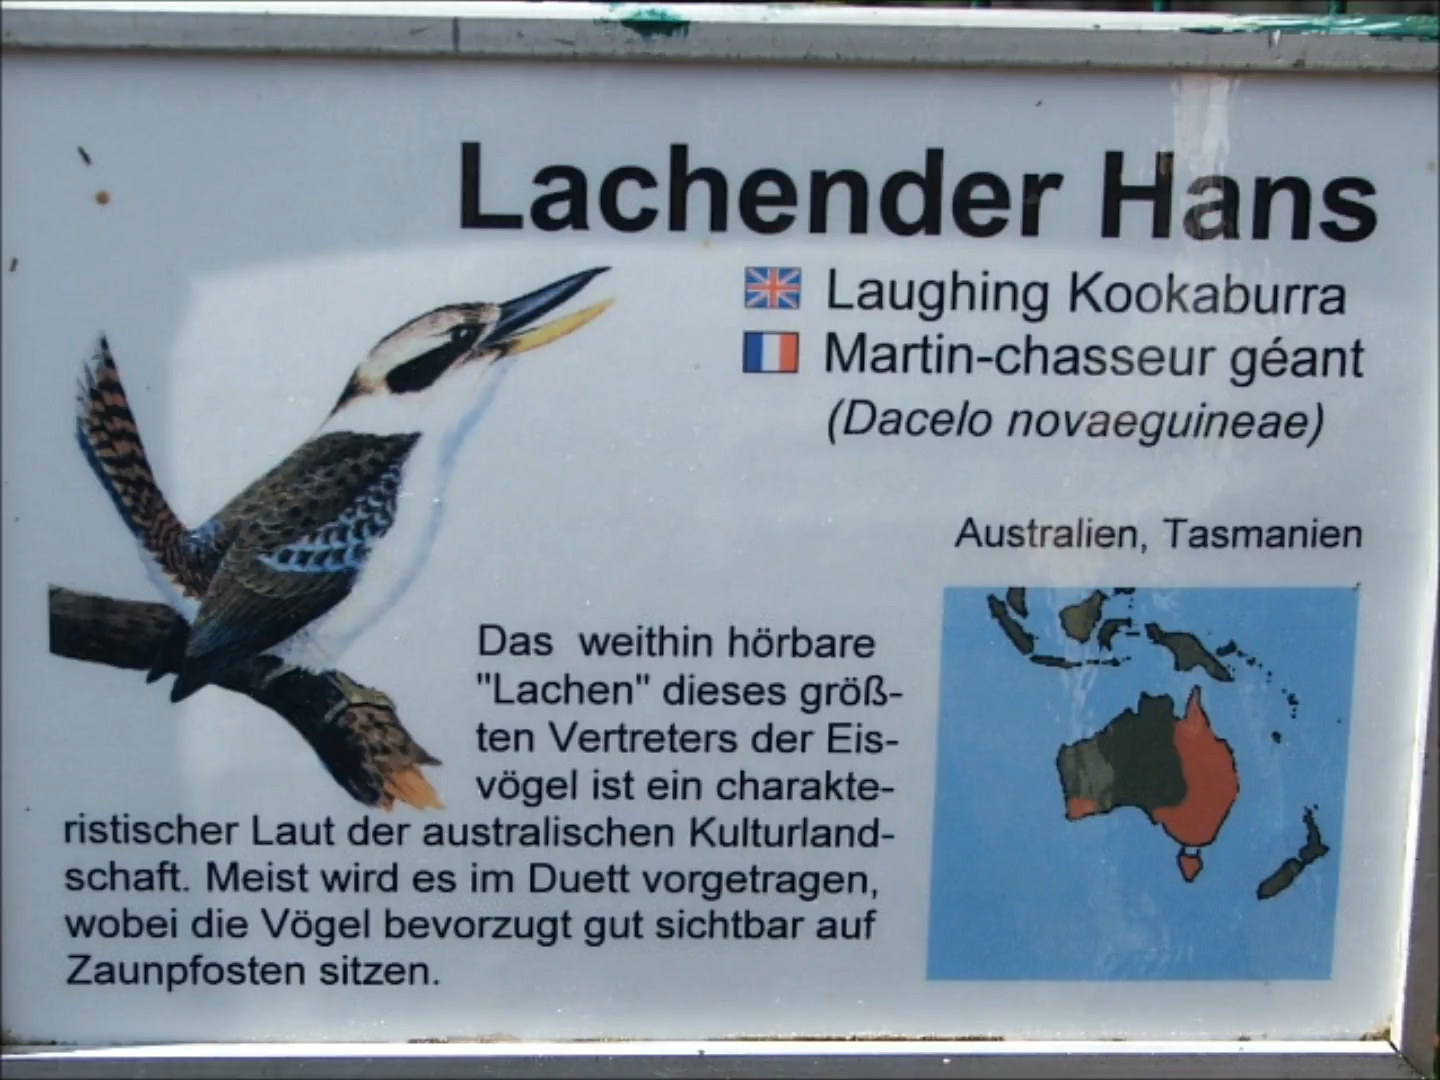 Lachender Hans
Laughing Kookaburra
Martin-chasseur géant
(Dacelo novaeguineae)
Australien, Tasmanien
Das weithin hörbare
"Lachen" dieses größ-
ten Vertreters der Eis-
vögel ist ein charakte-
ristischer Laut der australischen Kulturland-
schaft. Meist wird es im Duett vorgetragen,
wobei die Vögel bevorzugt gut sichtbar auf
Zaunpfosten sitzen.